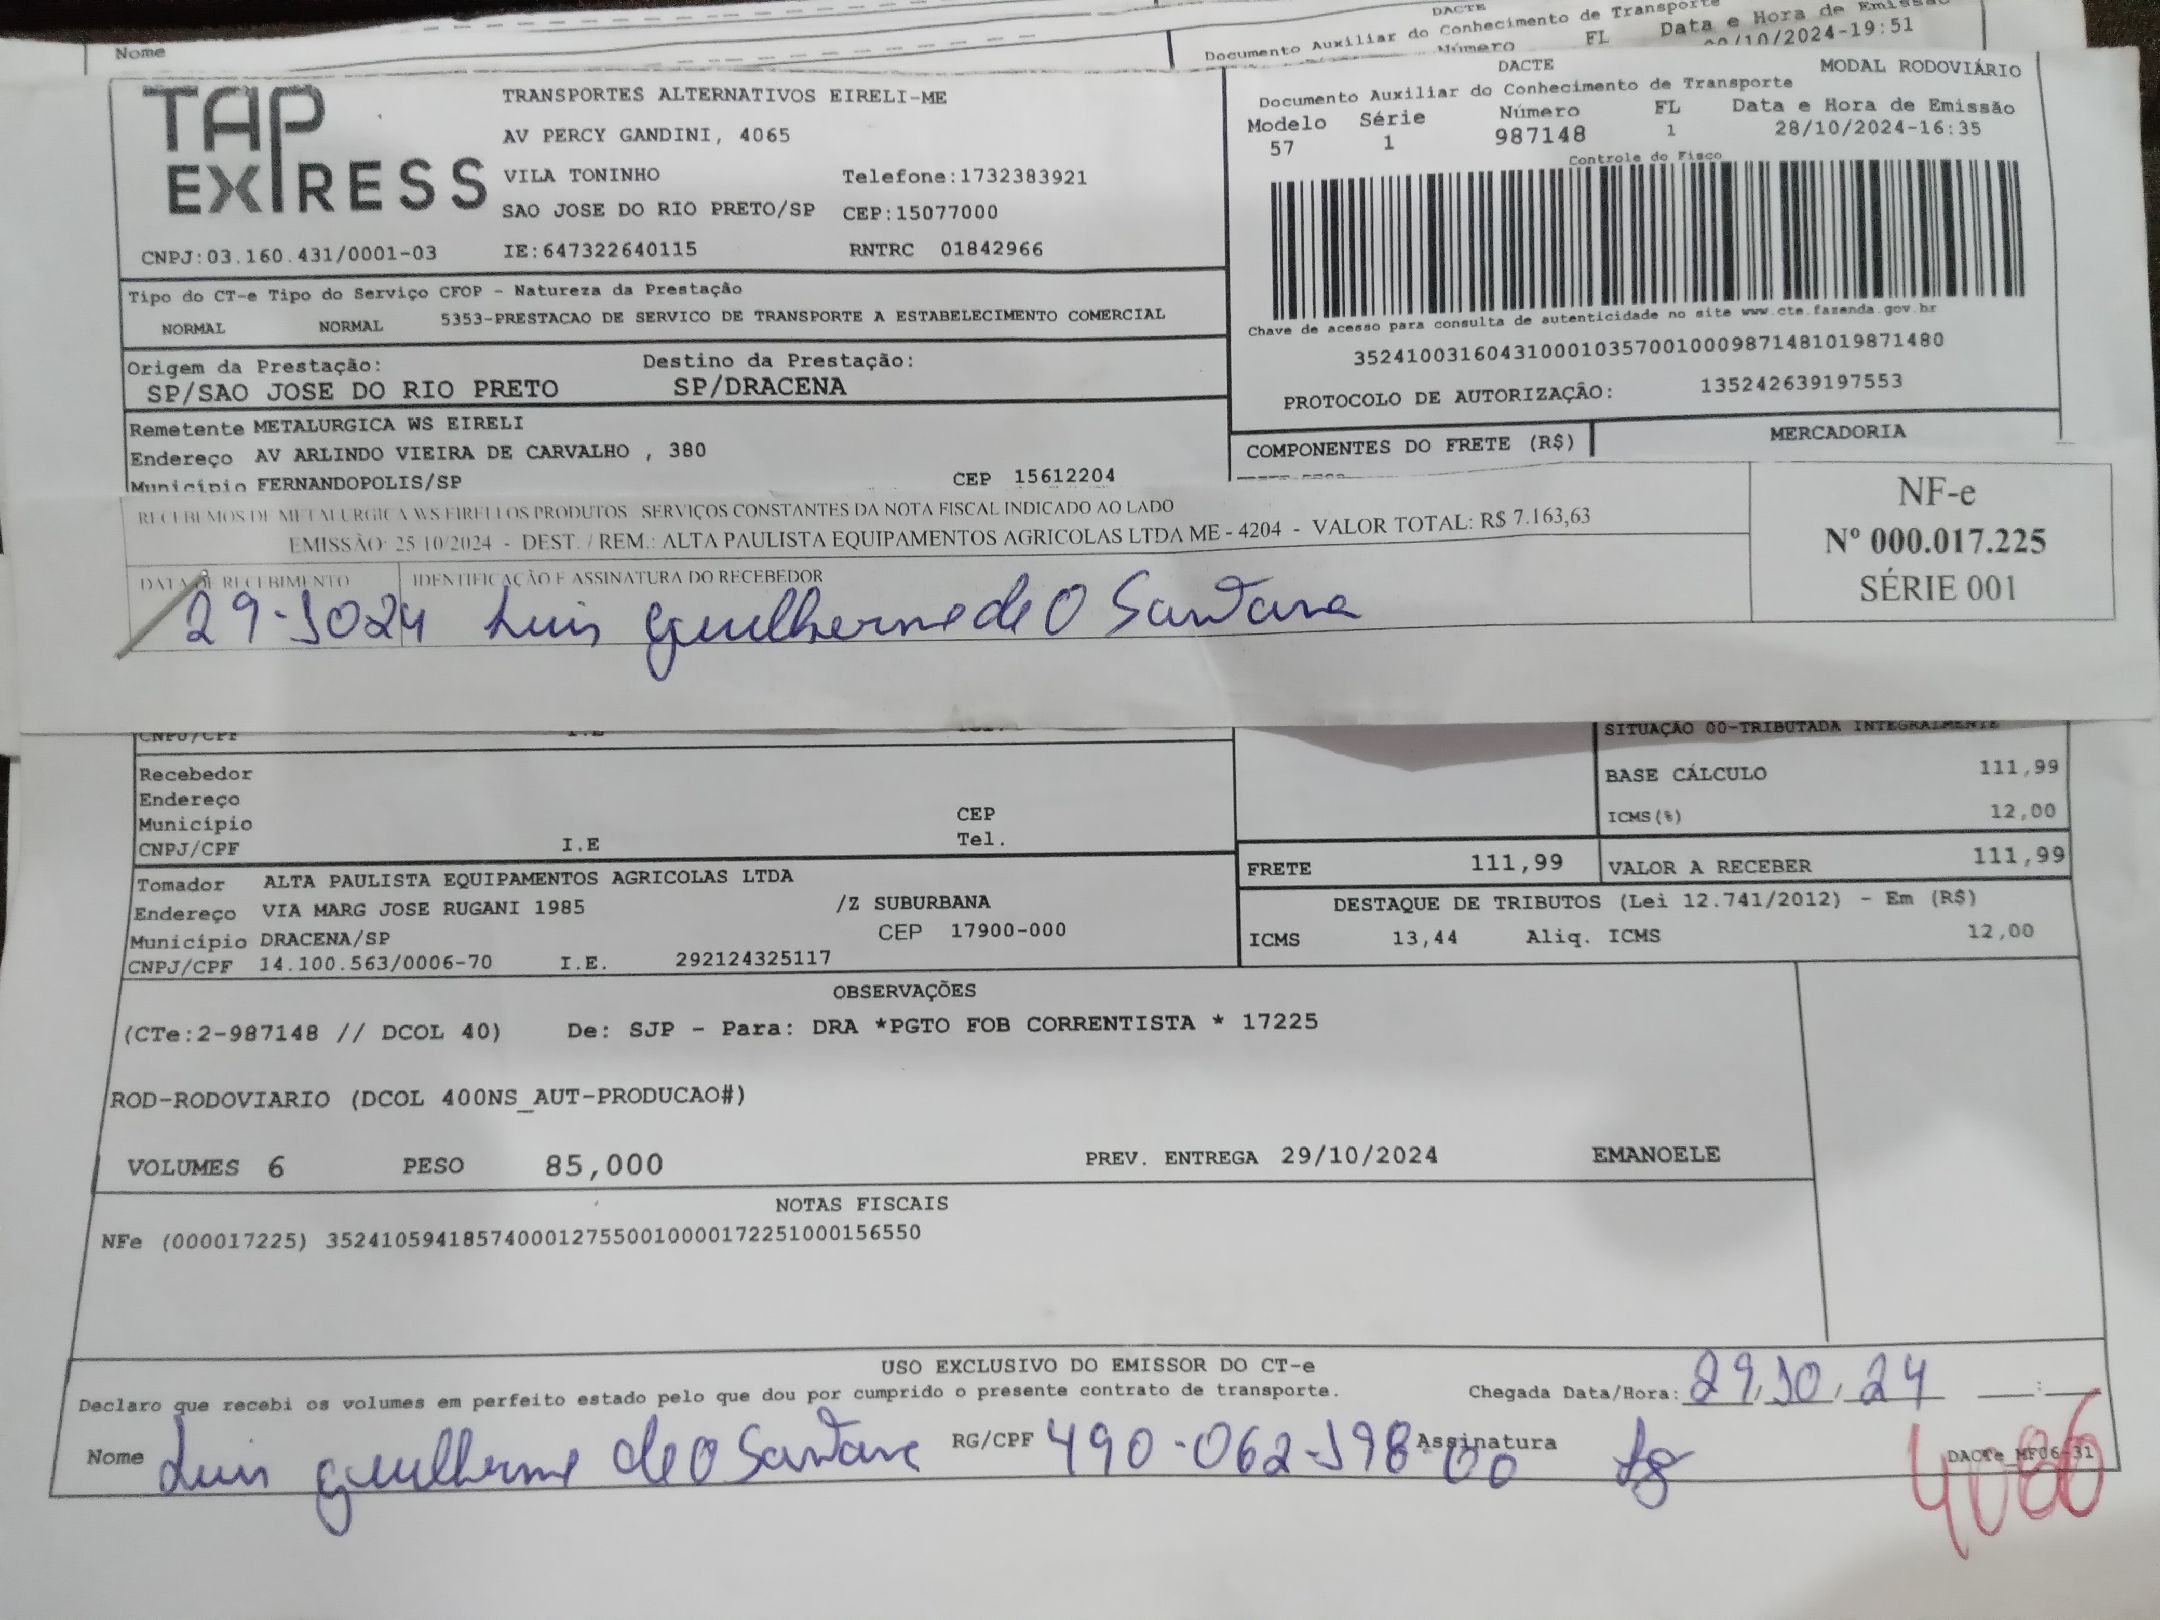 Nome
DACTE
Documento Auxiliar do Conhecimento de Transporte
Número FL Data e Hora de Emissão
/10/2024-19:51
TAP EXPRESS
TRANSPORTES ALTERNATIVOS EIRELI-ME
AV PERCY GANDINI, 4065
VILA TONINHO Telefone:1732383921
SAO JOSE DO RIO PRETO/SP CEP:15077000
CNPJ:03.160.431/0001-03 IE:647322640115 RNTRC 01842966
DACTE MODAL RODOVIÁRIO
Documento Auxiliar do Conhecimento de Transporte
Modelo Série Número FL Data e Hora de Emissão
57 1 987148 1 28/10/2024-16:35
Controle do Fisco
Chave de acesso para consulta de autenticidade no site www.cte.fazenda.gov.br
35241003160431000103570010009871481019871480
PROTOCOLO DE AUTORIZAÇÃO: 135242639197553
Tipo do CT-e Tipo do Serviço CFOP - Natureza da Prestação
NORMAL NORMAL 5353-PRESTACAO DE SERVICO DE TRANSPORTE A ESTABELECIMENTO COMERCIAL
Origem da Prestação: Destino da Prestação:
SP/SAO JOSE DO RIO PRETO SP/DRACENA
Remetente METALURGICA WS EIRELI
Endereço AV ARLINDO VIEIRA DE CARVALHO , 380
Município FERNANDOPOLIS/SP CEP 15612204
COMPONENTES DO FRETE (R$) MERCADORIA
RECEBEMOS DE METALURGICA WS EIRELI OS PRODUTOS SERVIÇOS CONSTANTES DA NOTA FISCAL INDICADO AO LADO
EMISSÃO: 25/10/2024 - DEST. / REM.: ALTA PAULISTA EQUIPAMENTOS AGRICOLAS LTDA ME - 4204 - VALOR TOTAL: R$ 7.163,63
NF-e
Nº 000.017.225
SÉRIE 001
DATA DE RECEBIMENTO IDENTIFICAÇÃO E ASSINATURA DO RECEBEDOR
29-1024 Luis guilherme de O Santana
CNPJ/CPF I.E
SITUAÇÃO 00-TRIBUTADA INTEGRALMENTE
BASE CÁLCULO 111,99
ICMS(%) 12,00
Recebedor
Endereço
Município CEP
CNPJ/CPF I.E Tel.
FRETE 111,99 VALOR A RECEBER 111,99
Tomador ALTA PAULISTA EQUIPAMENTOS AGRICOLAS LTDA
Endereço VIA MARG JOSE RUGANI 1985 /Z SUBURBANA
Município DRACENA/SP CEP 17900-000
CNPJ/CPF 14.100.563/0006-70 I.E. 292124325117
DESTAQUE DE TRIBUTOS (Lei 12.741/2012) - Em (R$)
ICMS 13,44 Aliq. ICMS 12,00
OBSERVAÇÕES
(CTe:2-987148 // DCOL 40) De: SJP - Para: DRA *PGTO FOB CORRENTISTA * 17225
ROD-RODOVIARIO (DCOL 400NS_AUT-PRODUCAO#)
VOLUMES 6 PESO 85,000 PREV. ENTREGA 29/10/2024 EMANOELE
NOTAS FISCAIS
NFe (000017225) 35241059418574000127550010000172251000156550
USO EXCLUSIVO DO EMISSOR DO CT-e
Declaro que recebi os volumes em perfeito estado pelo que dou por cumprido o presente contrato de transporte. Chegada Data/Hora: 29/10/24 __:__
Nome Luis guilherme de O Santana RG/CPF 490-062-198-00 Assinatura Lg DACTe_MF06-31